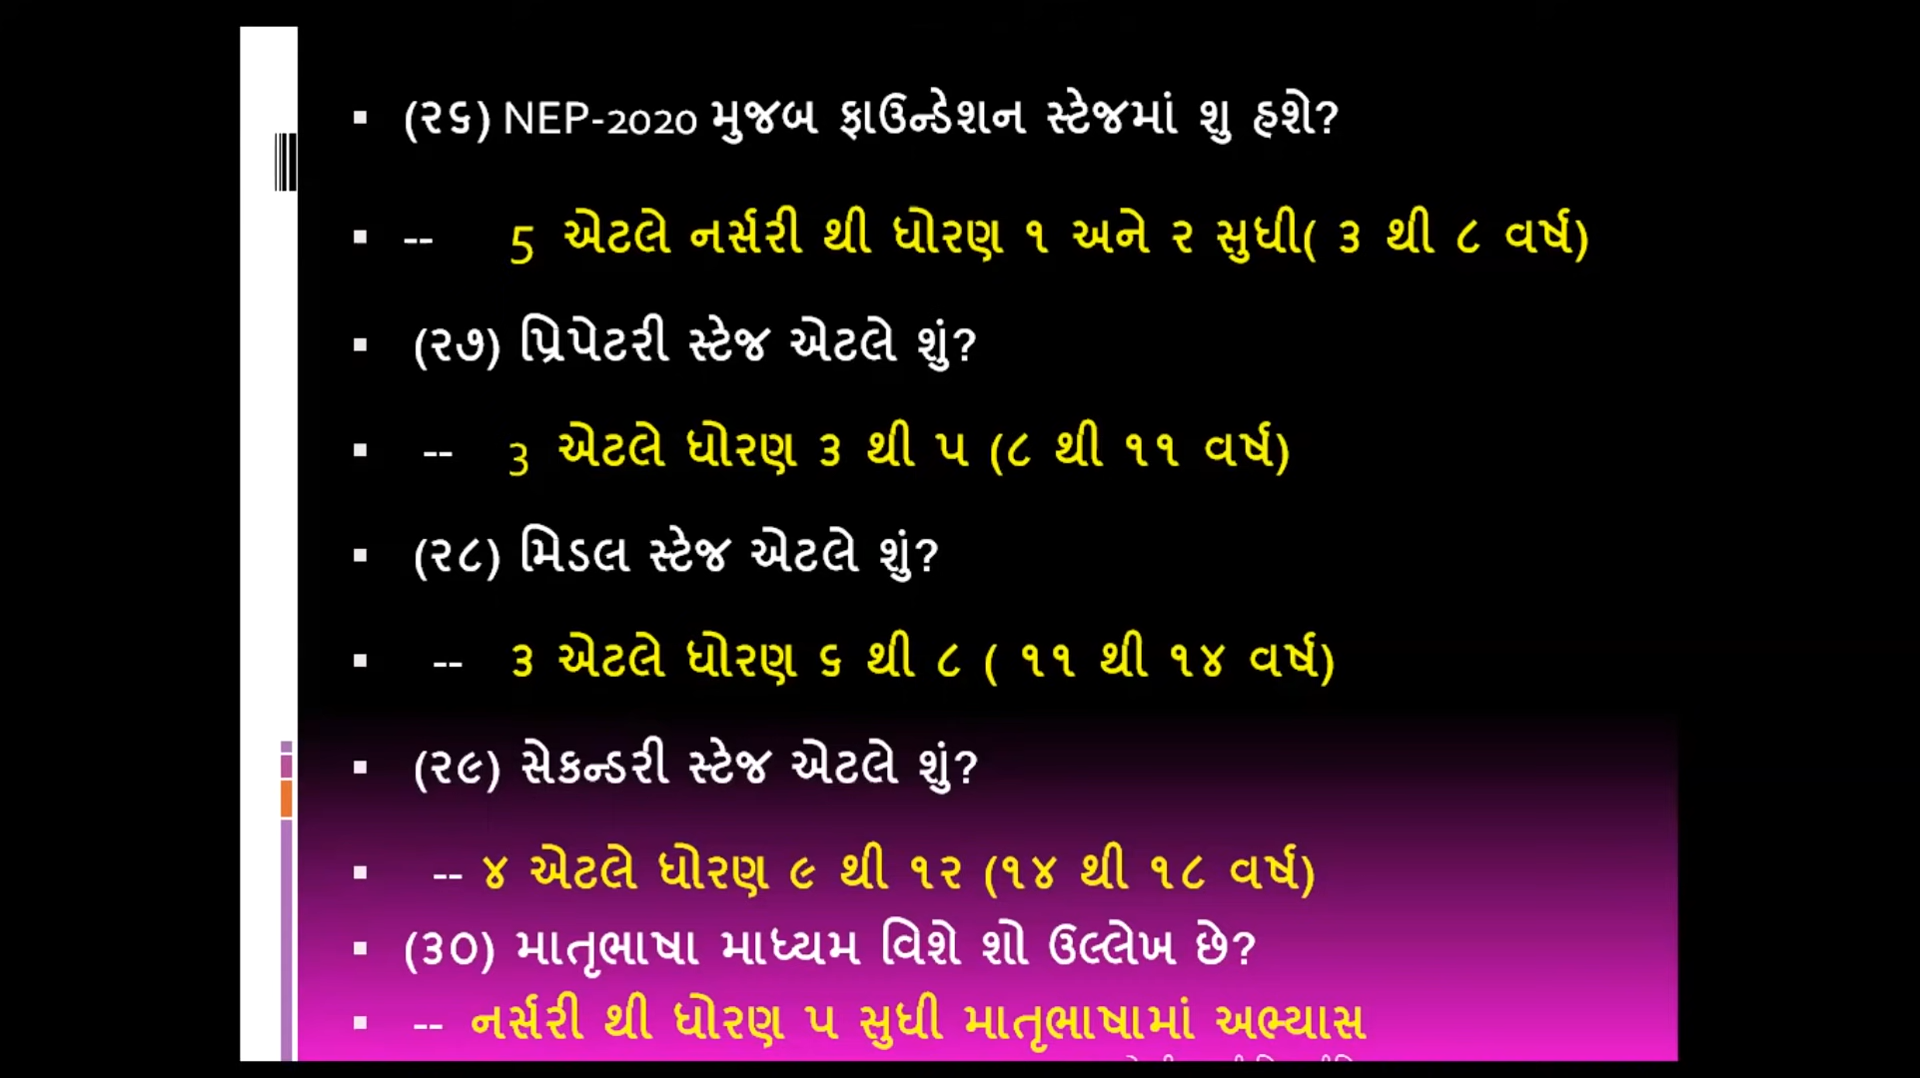 (૨૬) NEP-2020 મુજબ ફાઉન્ડેશન સ્ટેજમાં શુ હશે?
-- 5 એટલે નર્સરી થી ધોરણ ૧ અને ૨ સુધી( ૩ થી ૮ વર્ષ)
(૨૭) પ્રિપેટરી સ્ટેજ એટલે શું?
-- 3 એટલે ધોરણ ૩ થી ૫ (૮ થી ૧૧ વર્ષ)
(૨૮) મિડલ સ્ટેજ એટલે શું?
-- ૩ એટલે ધોરણ ૬ થી ૮ ( ૧૧ થી ૧૪ વર્ષ)
(૨૯) સેકન્ડરી સ્ટેજ એટલે શું?
-- ૪ એટલે ધોરણ ૯ થી ૧૨ (૧૪ થી ૧૮ વર્ષ)
(૩૦) માતૃભાષા માધ્યમ વિશે શો ઉલ્લેખ છે?
-- નર્સરી થી ધોરણ ૫ સુધી માતૃભાષામાં અભ્યાસ